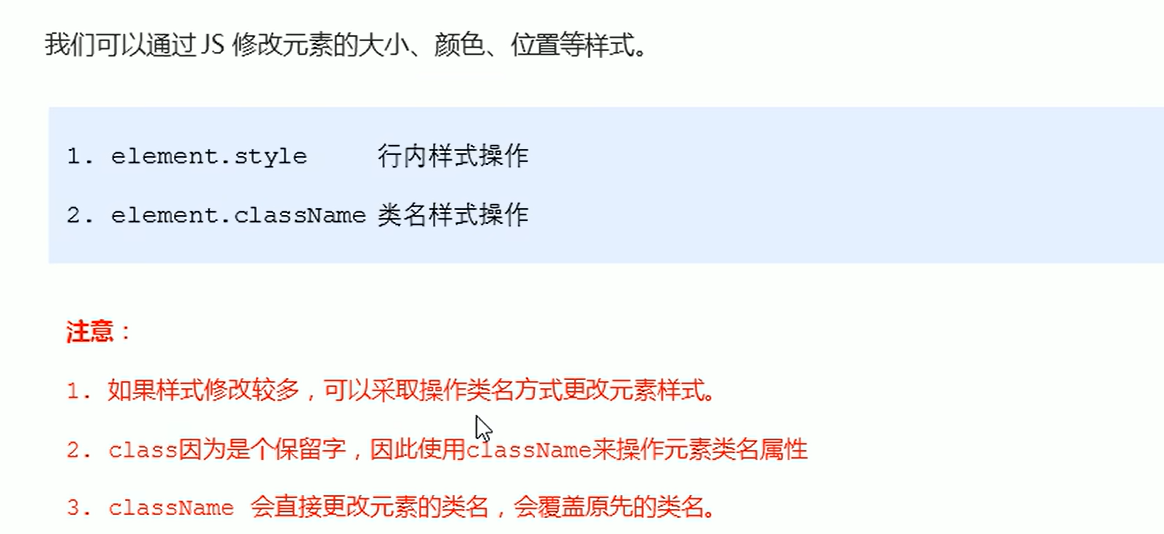 我们可以通过 JS 修改元素的大小、颜色、位置等样式。
1. element.style 行内样式操作
2. element.className 类名样式操作
注意：
1. 如果样式修改较多，可以采取操作类名方式更改元素样式。
2. class因为是个保留字，因此使用className来操作元素类名属性
3. className 会直接更改元素的类名，会覆盖原先的类名。